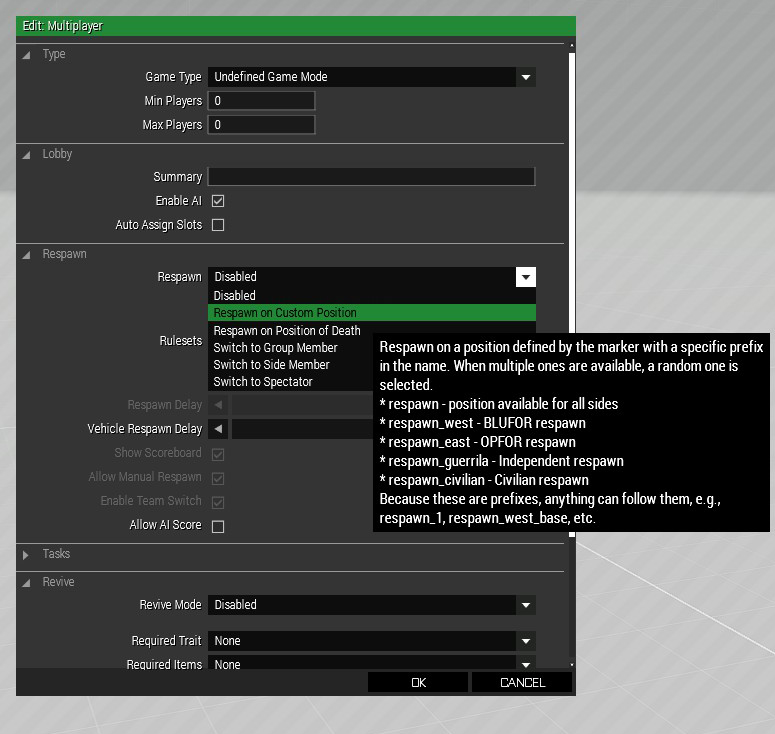 Edit: Multiplayer
Type
Game Type Undefined Game Mode
Min Players 0
Max Players 0
Lobby
Summary
Enable AI
Auto Assign Slots
Respawn
Respawn Disabled
Disabled
Respawn on Custom Position
Respawn on Position of Death
Rulesets
Switch to Group Member
Switch to Side Member
Switch to Spectator
Respawn on a position defined by the marker with a specific prefix
in the name. When multiple ones are available, a random one is
selected.
* respawn - position available for all sides
* respawn_west - BLUFOR respawn
* respawn_east - OPFOR respawn
* respawn_guerrila - Independent respawn
* respawn_civilian - Civilian respawn
Because these are prefixes, anything can follow them, e.g.,
respawn_1, respawn_west_base, etc.
Respawn Delay
Vehicle Respawn Delay
Show Scoreboard
Allow Manual Respawn
Enable Team Switch
Allow AI Score
Tasks
Revive
Revive Mode Disabled
Required Trait None
Required Items None
OK CANCEL